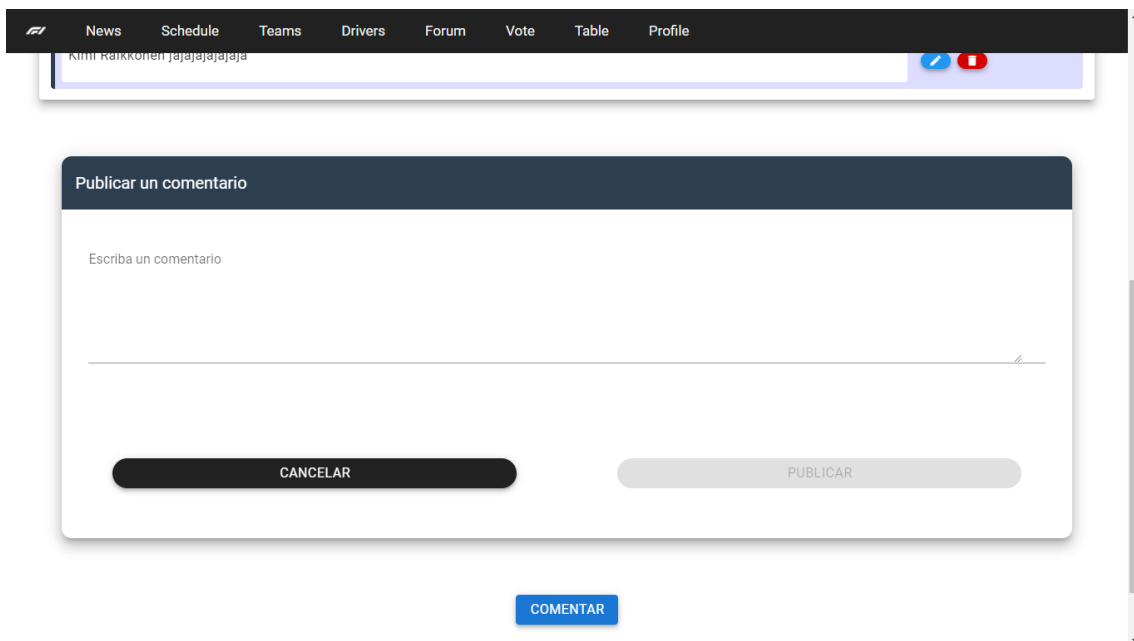 News Schedule Teams Drivers Forum Vote Table Profile
Kimi Raikkonen jajajajajajaja
Publicar un comentario
Escriba un comentario
CANCELAR PUBLICAR
COMENTAR